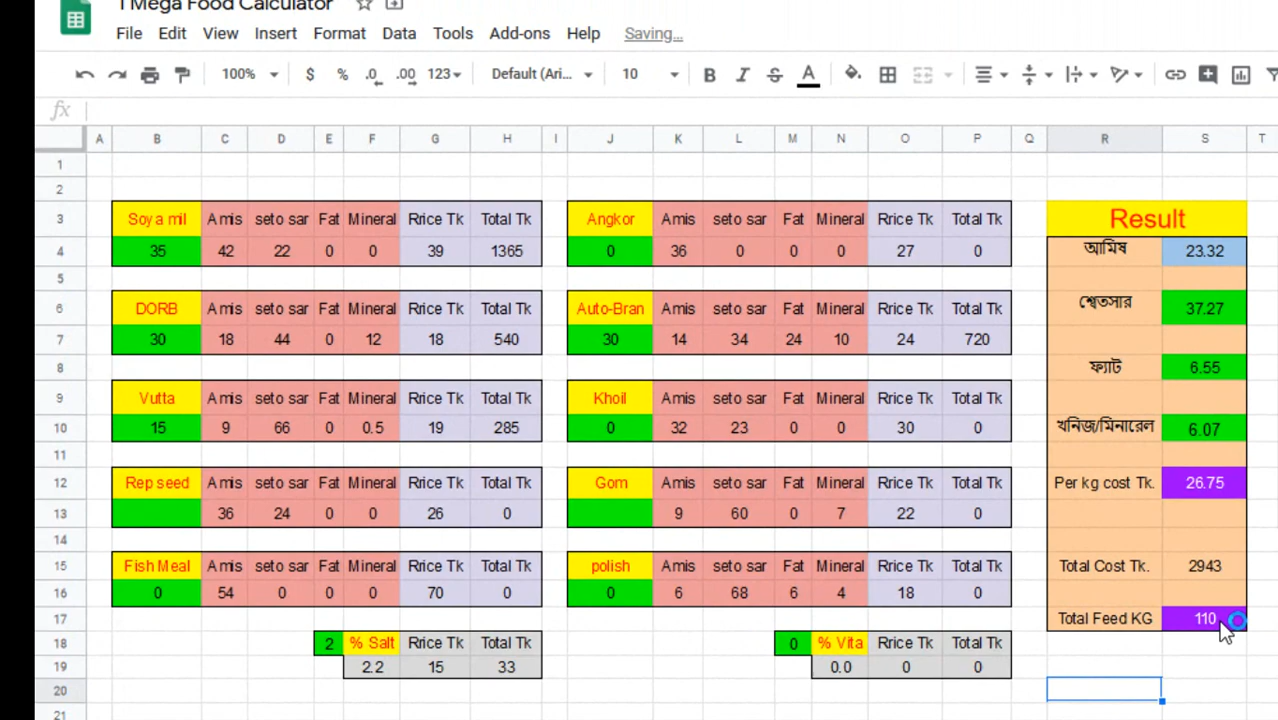 1 Mega Food Calculator
File Edit View Insert Format Data Tools Add-ons Help Saving...
100% $ % .0 .00 123 Default (Ari... 10 B I S A
fx
A B C D E F G H I J K L M N O P Q R S T
1
2
3 Soya mil Amis seto sar Fat Mineral Rrice Tk Total Tk Angkor Amis seto sar Fat Mineral Rrice Tk Total Tk Result
4 35 42 22 0 0 39 1365 0 36 0 0 0 27 0 আমিষ 23.32
5
6 DORB Amis seto sar Fat Mineral Rrice Tk Total Tk Auto-Bran Amis seto sar Fat Mineral Rrice Tk Total Tk শ্বেতসার 37.27
7 30 18 44 0 12 18 540 30 14 34 24 10 24 720
8 ফ্যাট 6.55
9 Vutta Amis seto sar Fat Mineral Rrice Tk Total Tk Khoil Amis seto sar Fat Mineral Rrice Tk Total Tk
10 15 9 66 0 0.5 19 285 0 32 23 0 0 30 0 খনিজ/মিনারেল 6.07
11
12 Rep seed Amis seto sar Fat Mineral Rrice Tk Total Tk Gom Amis seto sar Fat Mineral Rrice Tk Total Tk Per kg cost Tk. 26.75
13 36 24 0 0 26 0 9 60 0 7 22 0
14
15 Fish Meal Amis seto sar Fat Mineral Rrice Tk Total Tk polish Amis seto sar Fat Mineral Rrice Tk Total Tk Total Cost Tk. 2943
16 0 54 0 0 0 70 0 0 6 68 6 4 18 0
17 Total Feed KG 110
18 2 % Salt Rrice Tk Total Tk 0 % Vita Rrice Tk Total Tk
19 2.2 15 33 0.0 0 0
20
21